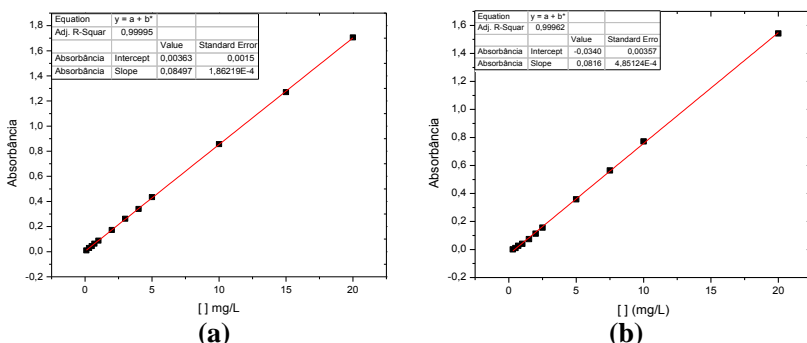 Equation y = a + b*
Adj. R-Squar 0,99995
Value Standard Error
Absorbância Intercept 0,00363 0,0015
Absorbância Slope 0,08497 1,86219E-4
1,8
1,6
1,4
1,2
1,0
0,8
0,6
0,4
0,2
0,0
-0,2
Absorbância
0 5 10 15 20
[ ] mg/L
(a)
Equation y = a + b*
Adj. R-Squar 0,99962
Value Standard Erro
Absorbância Intercept -0,0340 0,00357
Absorbância Slope 0,0816 4,85124E-4
1,6
1,4
1,2
1,0
0,8
0,6
0,4
0,2
0,0
-0,2
Absorbância
0 5 10 15 20
[ ] (mg/L)
(b)